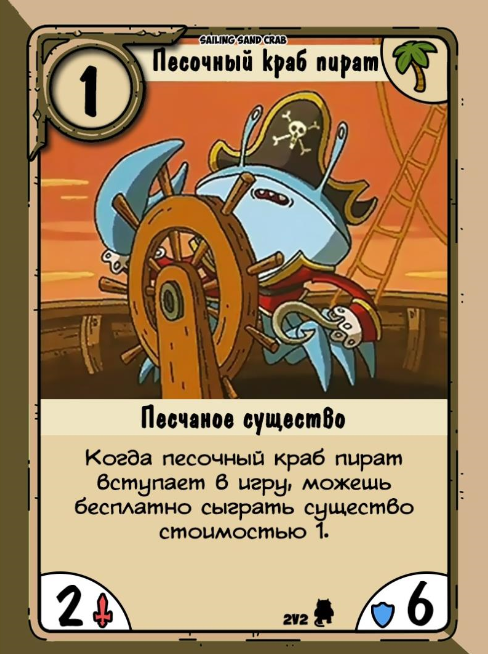 SAILING SAND CRAB
1
Песочный краб пират
Песчаное существо
Когда песочный краб пират
вступает в игру, можешь
бесплатно сыграть существо
стоимостью 1.
2
2V2
6